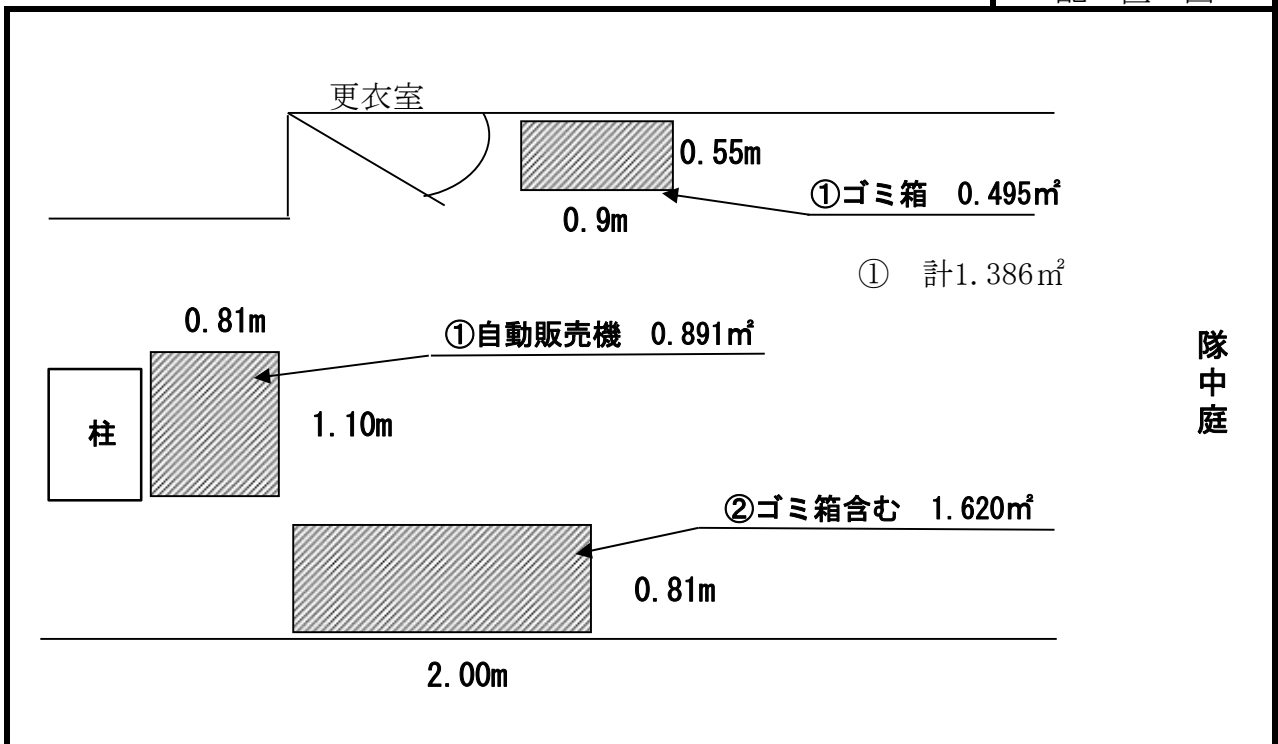 更衣室
0.55m
①ゴミ箱　0.495㎡
0.9m
①　計1.386㎡
0.81m
①自動販売機　0.891㎡
隊中庭
柱
1.10m
②ゴミ箱含む　1.620㎡
0.81m
2.00m